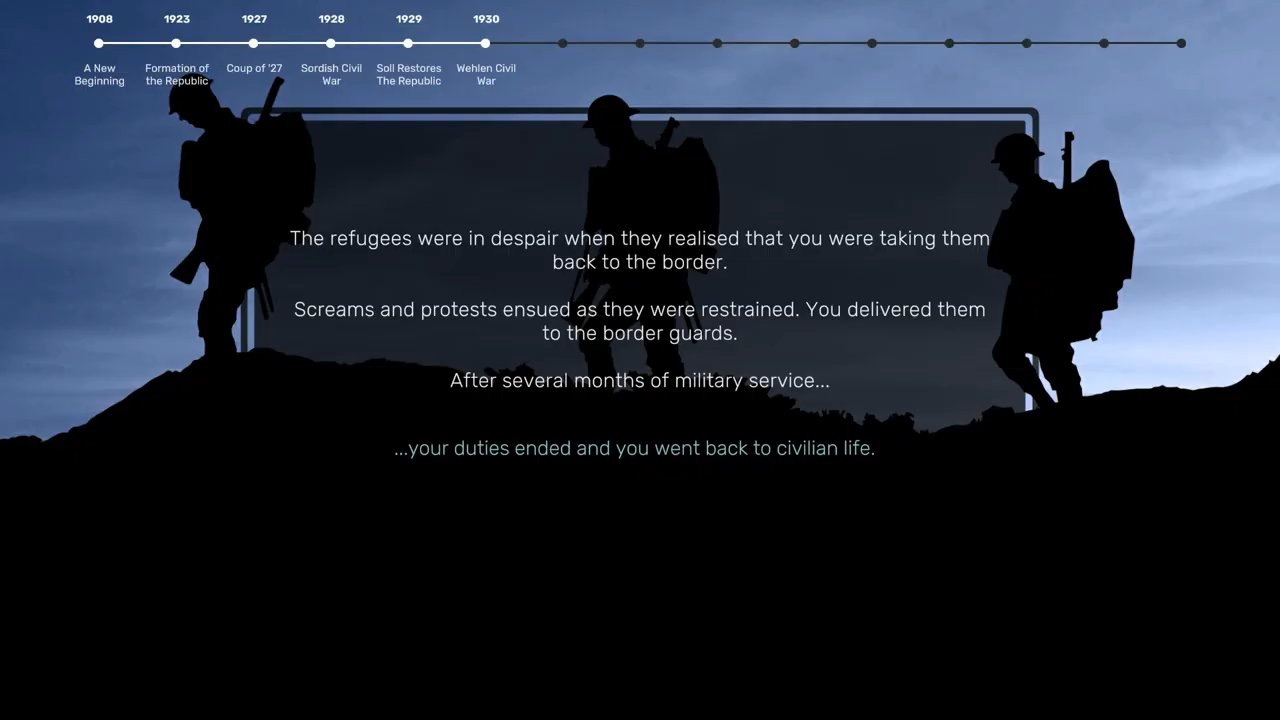 1908 1923 1927 1928 1929 1930
A New Formation of Coup of '27 Sordish Civil Soll Restores Wehlen Civil
Beginning the Republic War The Republic War
The refugees were in despair when they realised that you were taking them
back to the border.
Screams and protests ensued as they were restrained. You delivered them
to the border guards.
After several months of military service...
...your duties ended and you went back to civilian life.